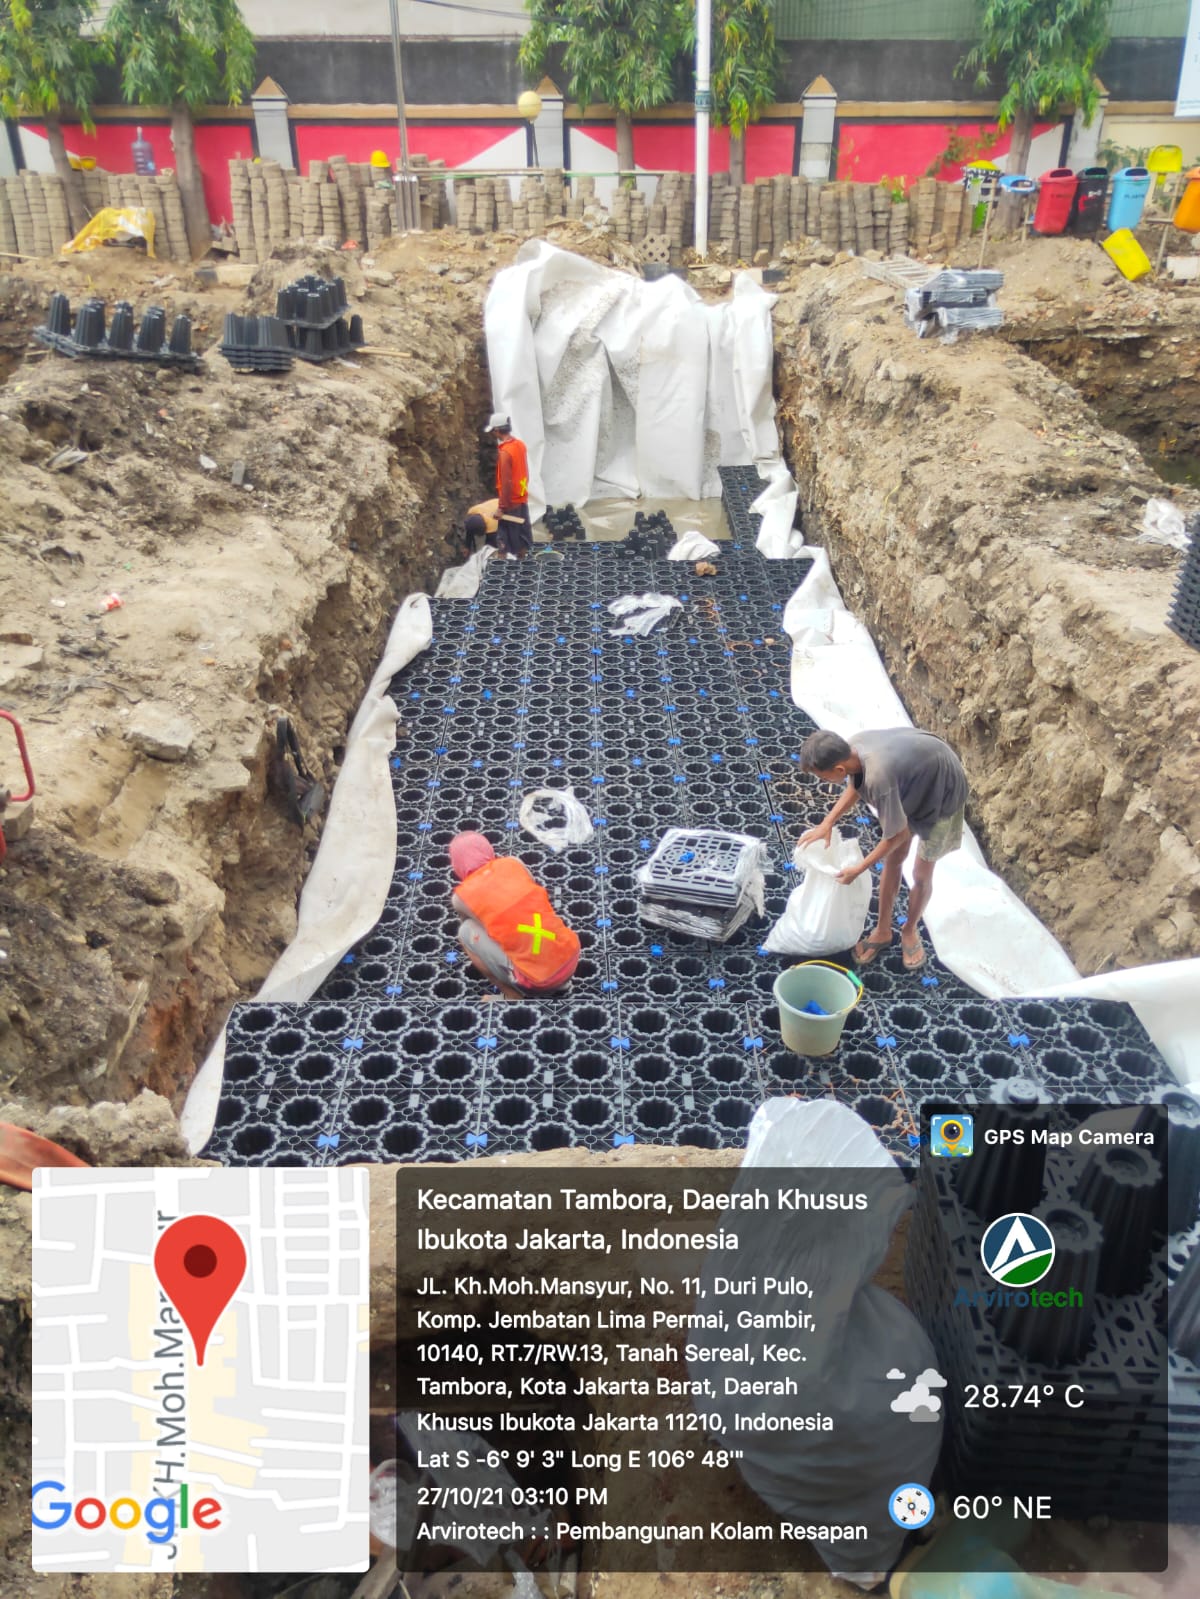 GPS Map Camera
Kecamatan Tambora, Daerah Khusus
Ibukota Jakarta, Indonesia
JL. Kh.Moh.Mansyur, No. 11, Duri Pulo,
Komp. Jembatan Lima Permai, Gambir,
10140, RT.7/RW.13, Tanah Sereal, Kec.
Tambora, Kota Jakarta Barat, Daerah
Khusus Ibukota Jakarta 11210, Indonesia
Lat S -6° 9' 3" Long E 106° 48'"
27/10/21 03:10 PM
Arvirotech : : Pembangunan Kolam Resapan
Arvirotech
28.74° C
60° NE
Google